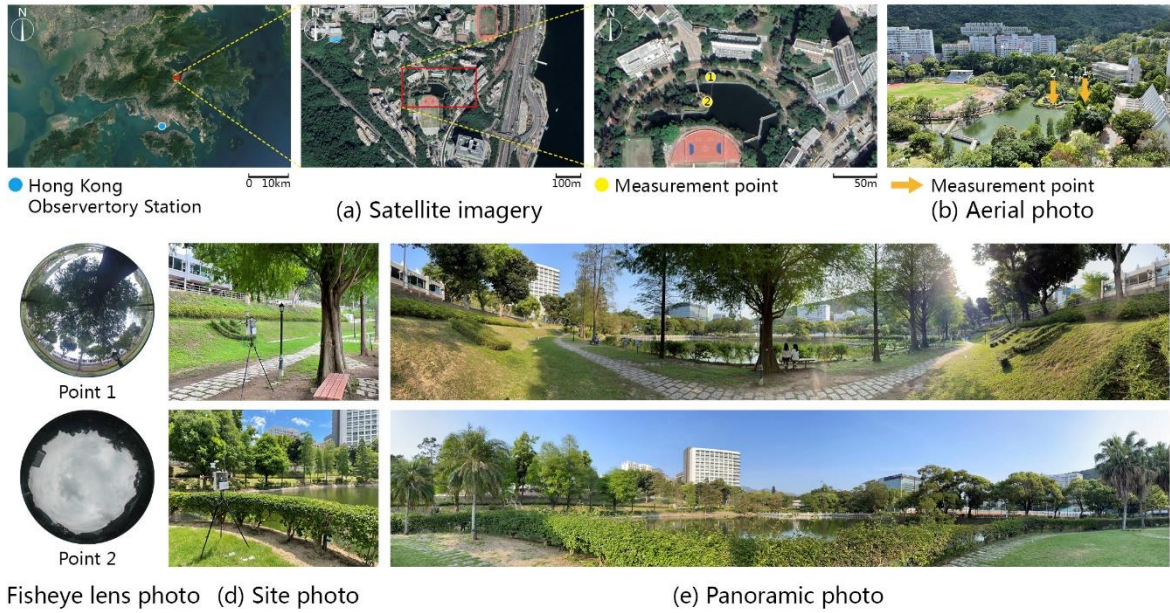 N
N
N
0 10km
100m
50m
Hong Kong
Observertory Station
Measurement point
Measurement point
(a) Satellite imagery
(b) Aerial photo
1
2
2
1
Point 1
Point 2
Fisheye lens photo
(d) Site photo
(e) Panoramic photo